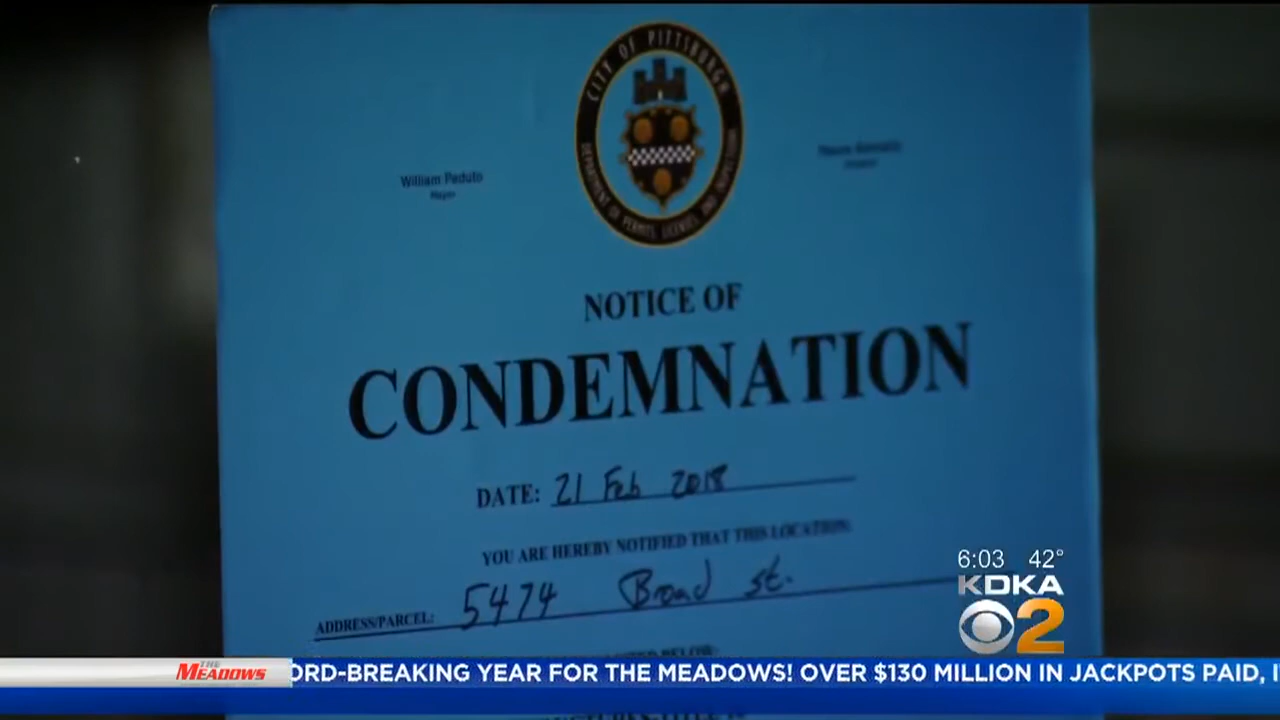 CITY OF PITTSBURGH
DEPARTMENT OF PERMITS, LICENSES, AND INSPECTIONS
William Peduto
Mayor
NOTICE OF
CONDEMNATION
DATE: 21 Feb 2018
YOU ARE HEREBY NOTIFIED THAT THIS LOCATION:
ADDRESS/PARCEL: 5474 Broad st.
BELOW
6:03 42°
KDKA
2
THE MEADOWS
ORD-BREAKING YEAR FOR THE MEADOWS! OVER $130 MILLION IN JACKPOTS PAID, I